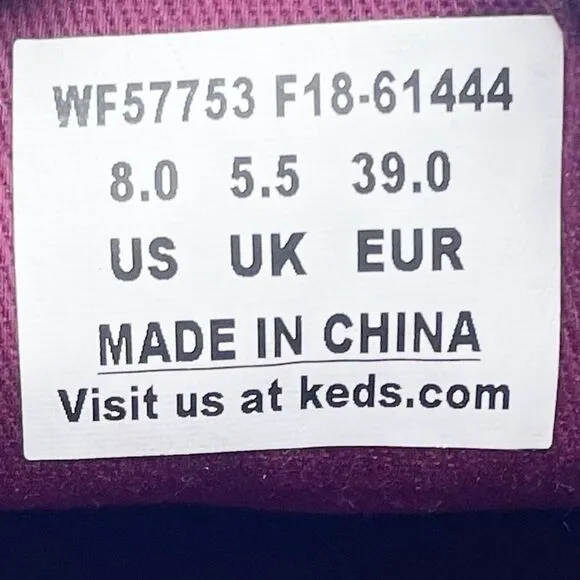 WF57753 F18-61444
8.0 5.5 39.0
US UK EUR
MADE IN CHINA
Visit us at keds.com